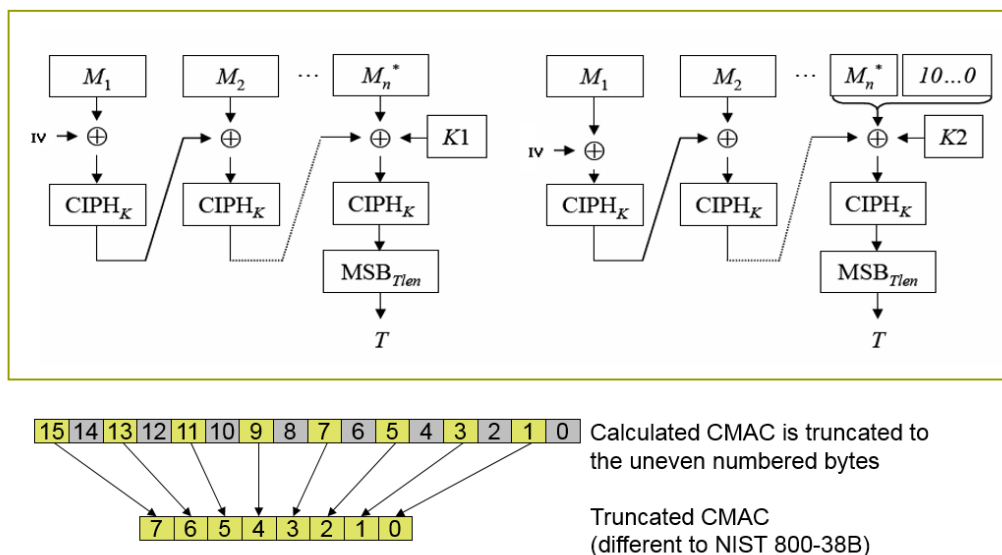 M1 M2 ... Mn*
IV ⊕ ⊕ ⊕ K1
CIPHK CIPHK CIPHK
MSBTlen
T
M1 M2 ... Mn* 10...0
IV ⊕ ⊕ ⊕ K2
CIPHK CIPHK CIPHK
MSBTlen
T
15 14 13 12 11 10 9 8 7 6 5 4 3 2 1 0
Calculated CMAC is truncated to
the uneven numbered bytes
7 6 5 4 3 2 1 0
Truncated CMAC
(different to NIST 800-38B)